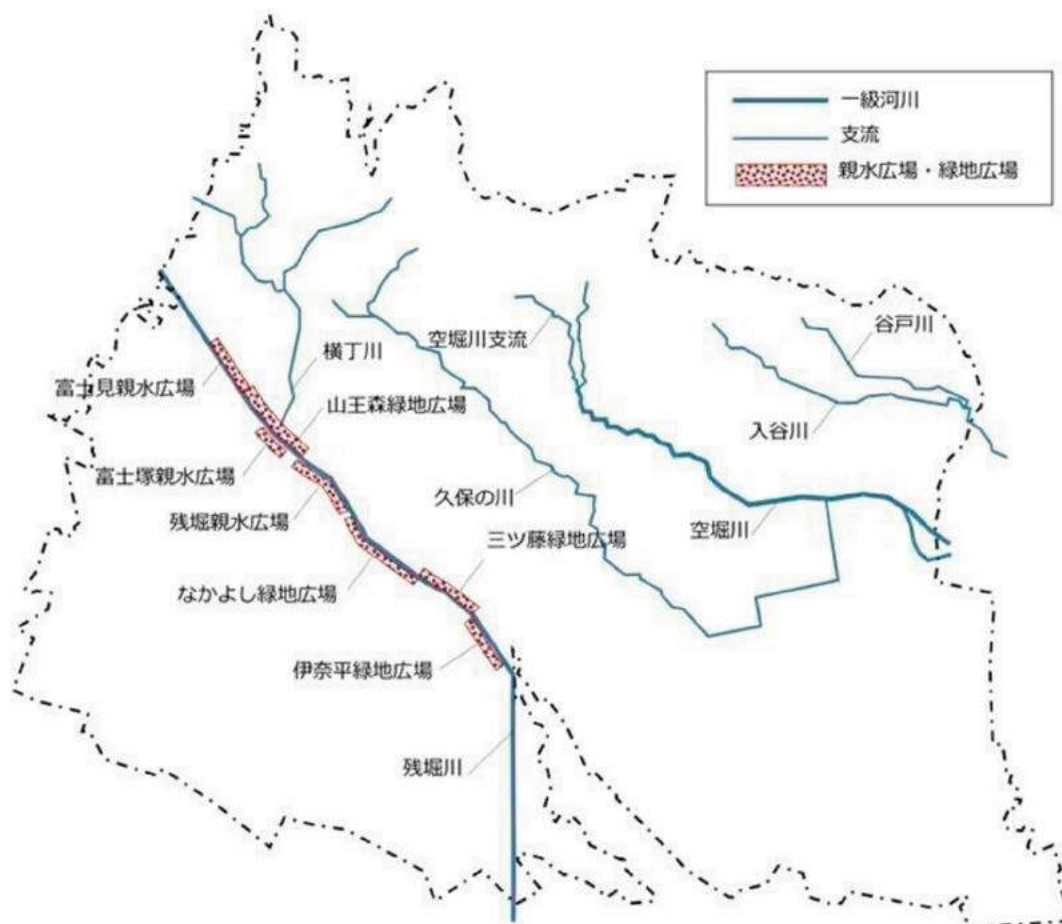 一級河川
支流
親水広場・緑地広場
谷戸川
空堀川支流
横丁川
富士見親水広場
山王森緑地広場
入谷川
富士塚親水広場
久保の川
残堀親水広場
空堀川
三ツ藤緑地広場
なかよし緑地広場
伊奈平緑地広場
残堀川